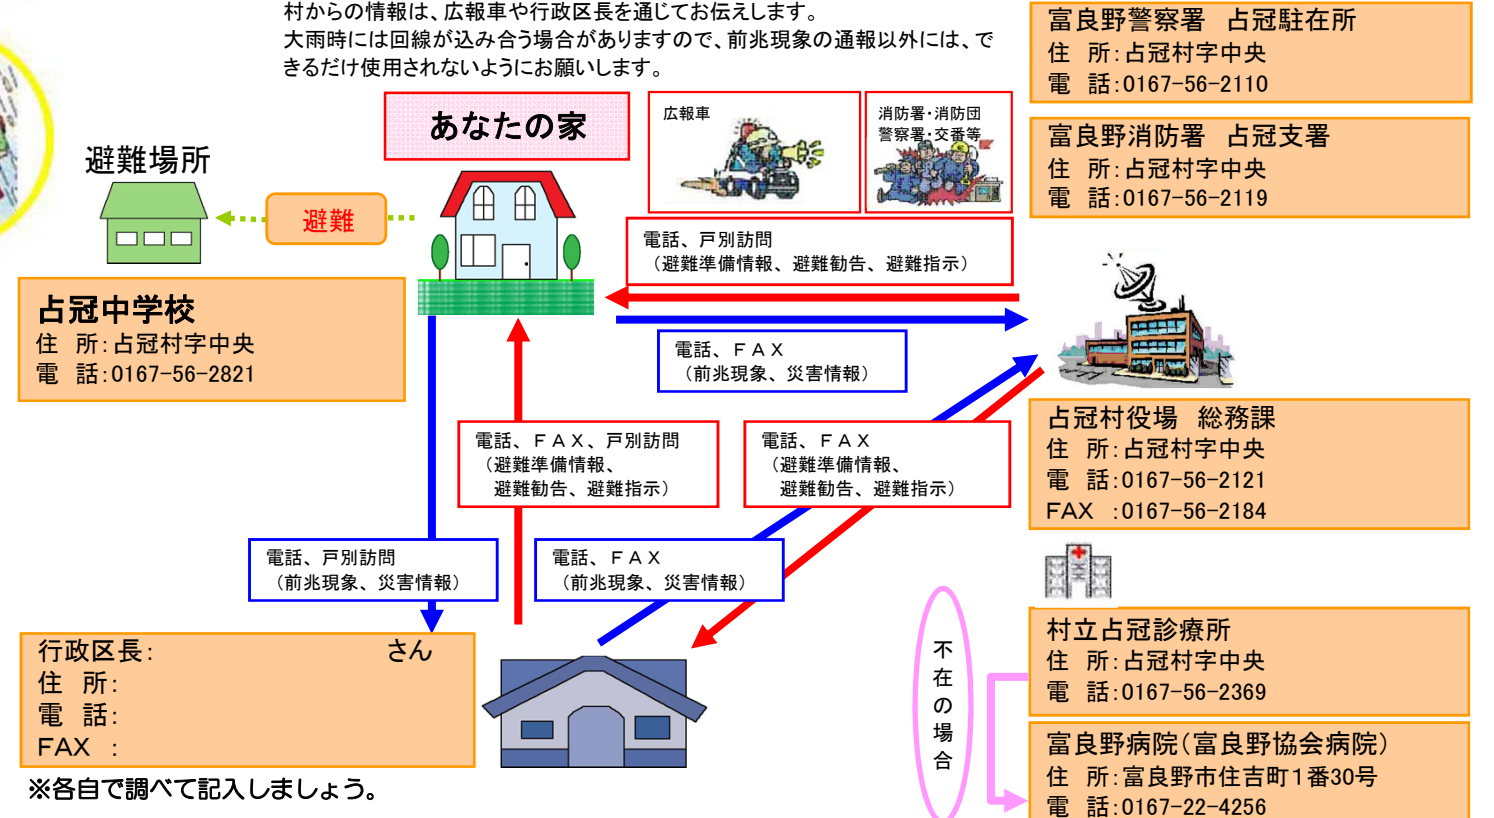 村からの情報は、広報車や行政区長を通じてお伝えします。
大雨時には回線が込み合う場合がありますので、前兆現象の通報以外には、で
きるだけ使用されないようにお願いします。
富良野警察署　占冠駐在所
住　所：占冠村字中央
電　話：0167-56-2110
あなたの家
広報車
消防署・消防団
警察署・交番等
富良野消防署　占冠支署
住　所：占冠村字中央
電　話：0167-56-2119
避難場所
避難
電話、戸別訪問
（避難準備情報、避難勧告、避難指示）
占冠中学校
住　所：占冠村字中央
電　話：0167-56-2821
電話、ＦＡＸ
（前兆現象、災害情報）
占冠村役場　総務課
住　所：占冠村字中央
電　話：0167-56-2121
FAX　：0167-56-2184
電話、ＦＡＸ、戸別訪問
（避難準備情報、
避難勧告、避難指示）
電話、ＦＡＸ
（避難準備情報、
避難勧告、避難指示）
電話、戸別訪問
（前兆現象、災害情報）
電話、ＦＡＸ
（前兆現象、災害情報）
行政区長：　　　　　　　　さん
住　所：
電　話：
FAX　：
※各自で調べて記入しましょう。
不在の場合
村立占冠診療所
住　所：占冠村字中央
電　話：0167-56-2369
富良野病院（富良野協会病院）
住　所：富良野市住吉町１番30号
電　話：0167-22-4256